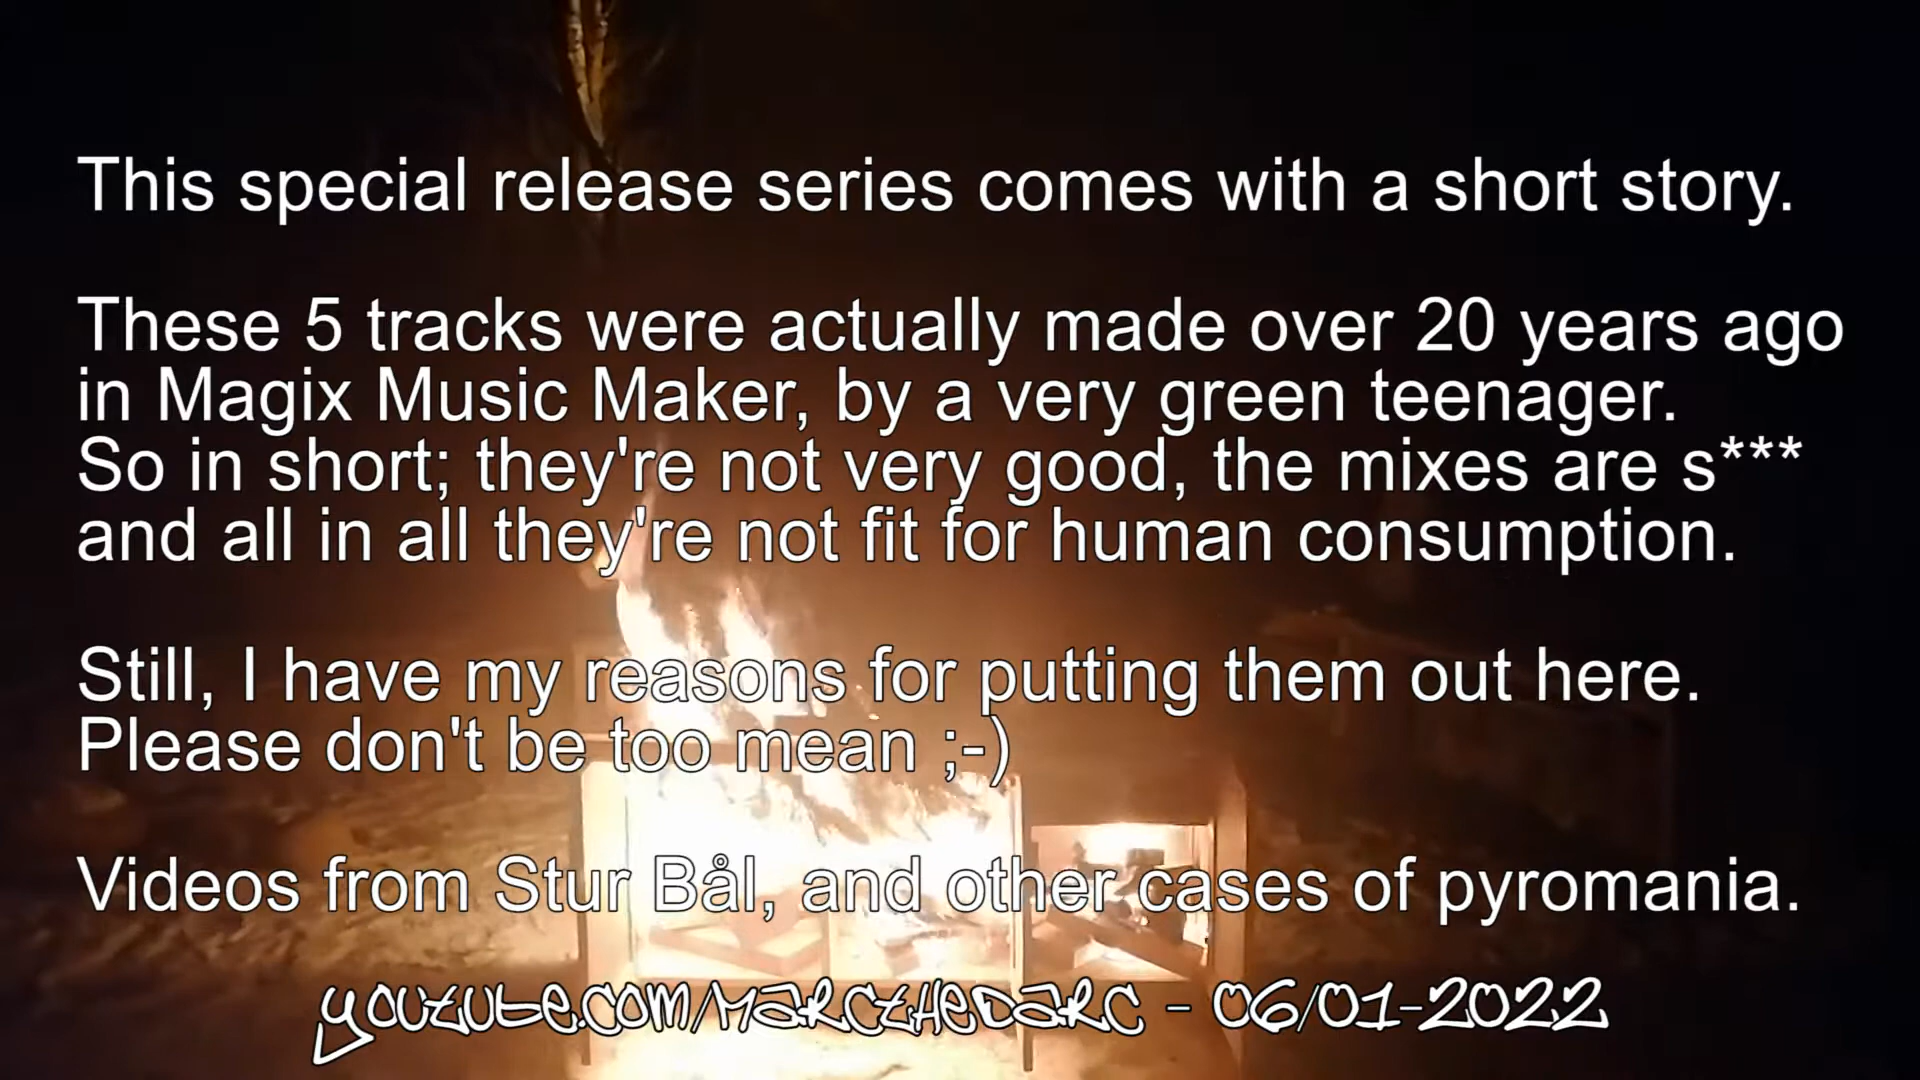 This special release series comes with a short story.
These 5 tracks were actually made over 20 years ago
in Magix Music Maker, by a very green teenager.
So in short; they're not very good, the mixes are s***
and all in all they're not fit for human consumption.
Still, I have my reasons for putting them out here.
Please don't be too mean ;-)
Videos from Stur Bål, and other cases of pyromania.
youtube.com/marczthedarc - 06/01-2022